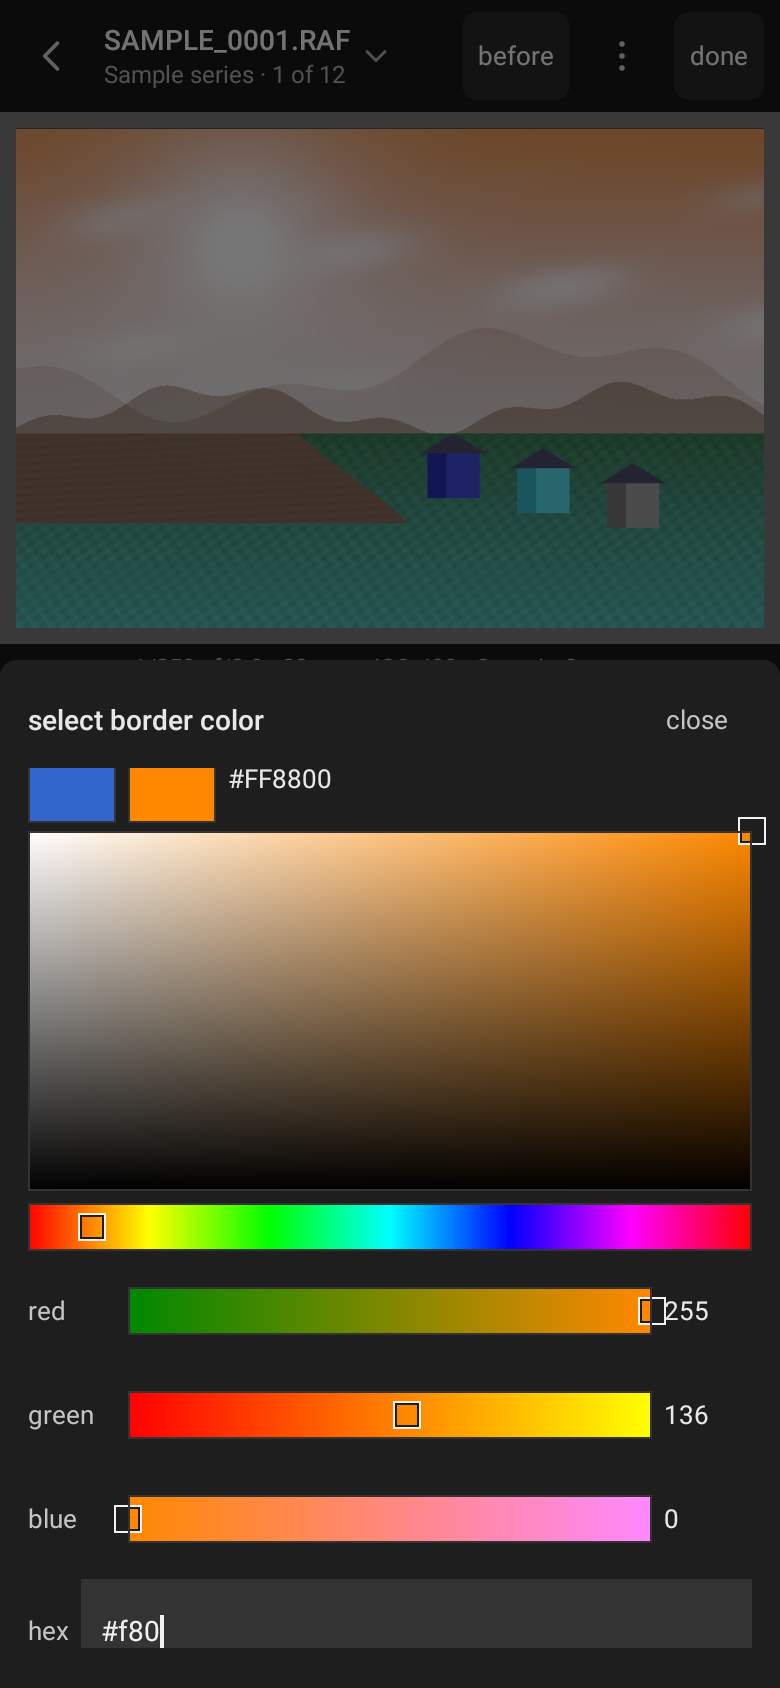 SAMPLE_0001.RAF
Sample series · 1 of 12
before
done
select border color
close
#FF8800
red
255
green
136
blue
0
hex
#f80